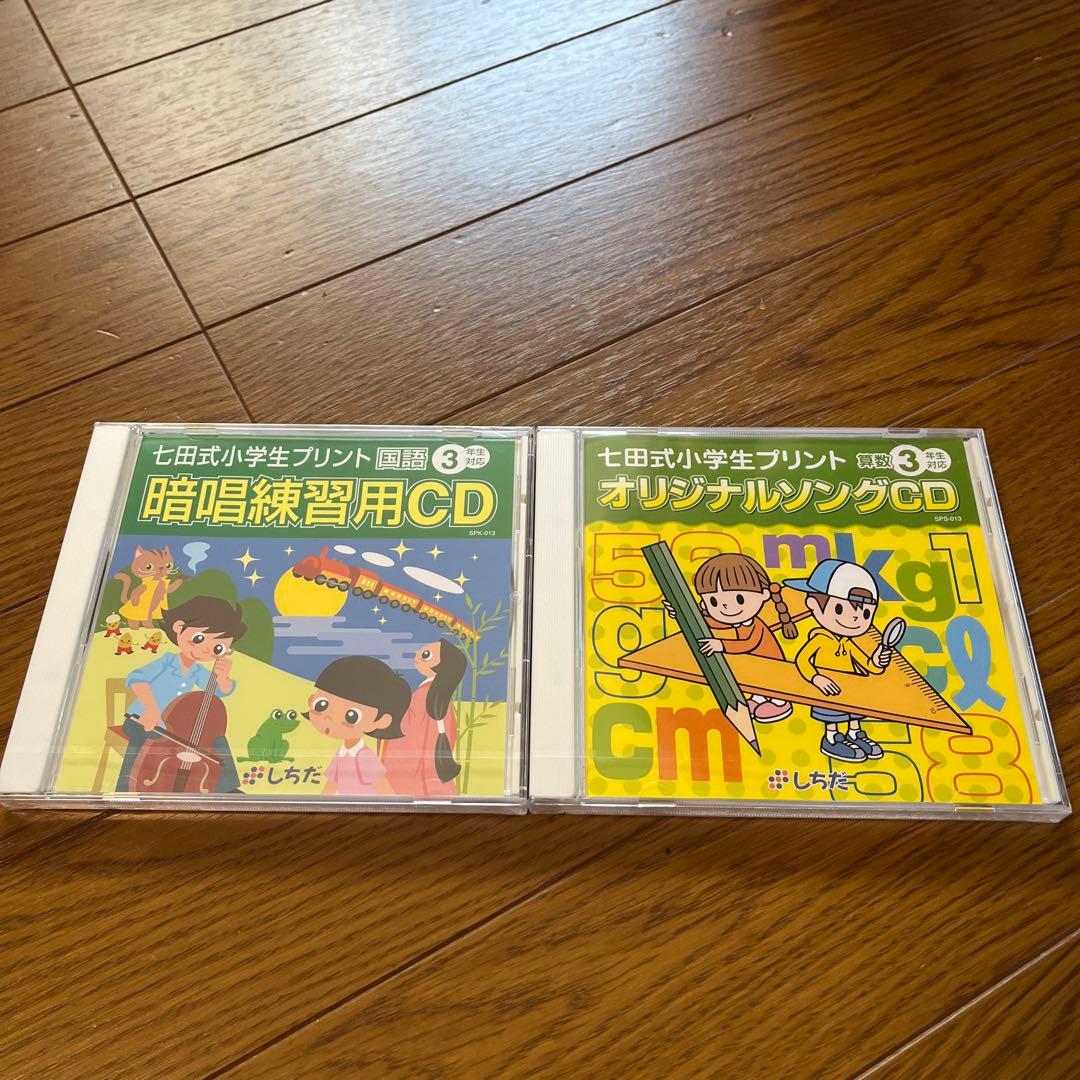 七田式小学生プリント 国語 3 年生対応
暗唱練習用CD
SPK-013
しちだ
七田式小学生プリント 算数 3 年生対応
オリジナルソングCD
SPS-013
m k g 1
g cl
cm 58
しちだ